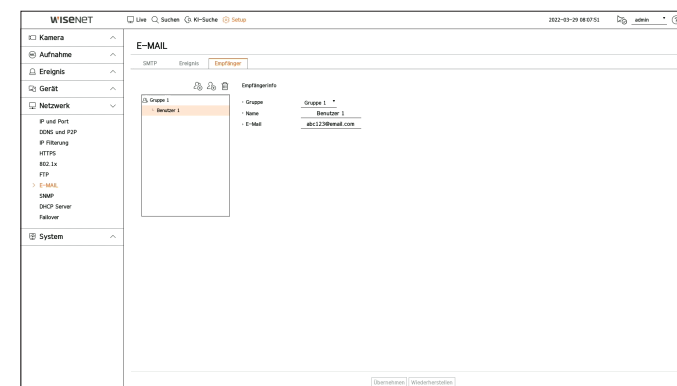 WISENET
Live Suchen KI-Suche Setup
2022-03-29 08:07:51 admin
Kamera
Aufnahme
Ereignis
Gerät
Netzwerk
IP und Port
DDNS und P2P
IP Filterung
HTTPS
802.1x
FTP
> E-MAIL
SNMP
DHCP Server
Failover
System
E-MAIL
SMTP Ereignis Empfänger
Gruppe 1
Benutzer 1
Empfängerinfo
· Gruppe Gruppe 1
· Name Benutzer 1
· E-Mail abc123@email.com
Übernehmen Wiederherstellen